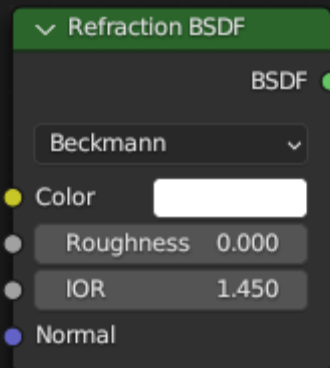 Refraction BSDF
BSDF
Beckmann
Color
Roughness 0.000
IOR 1.450
Normal